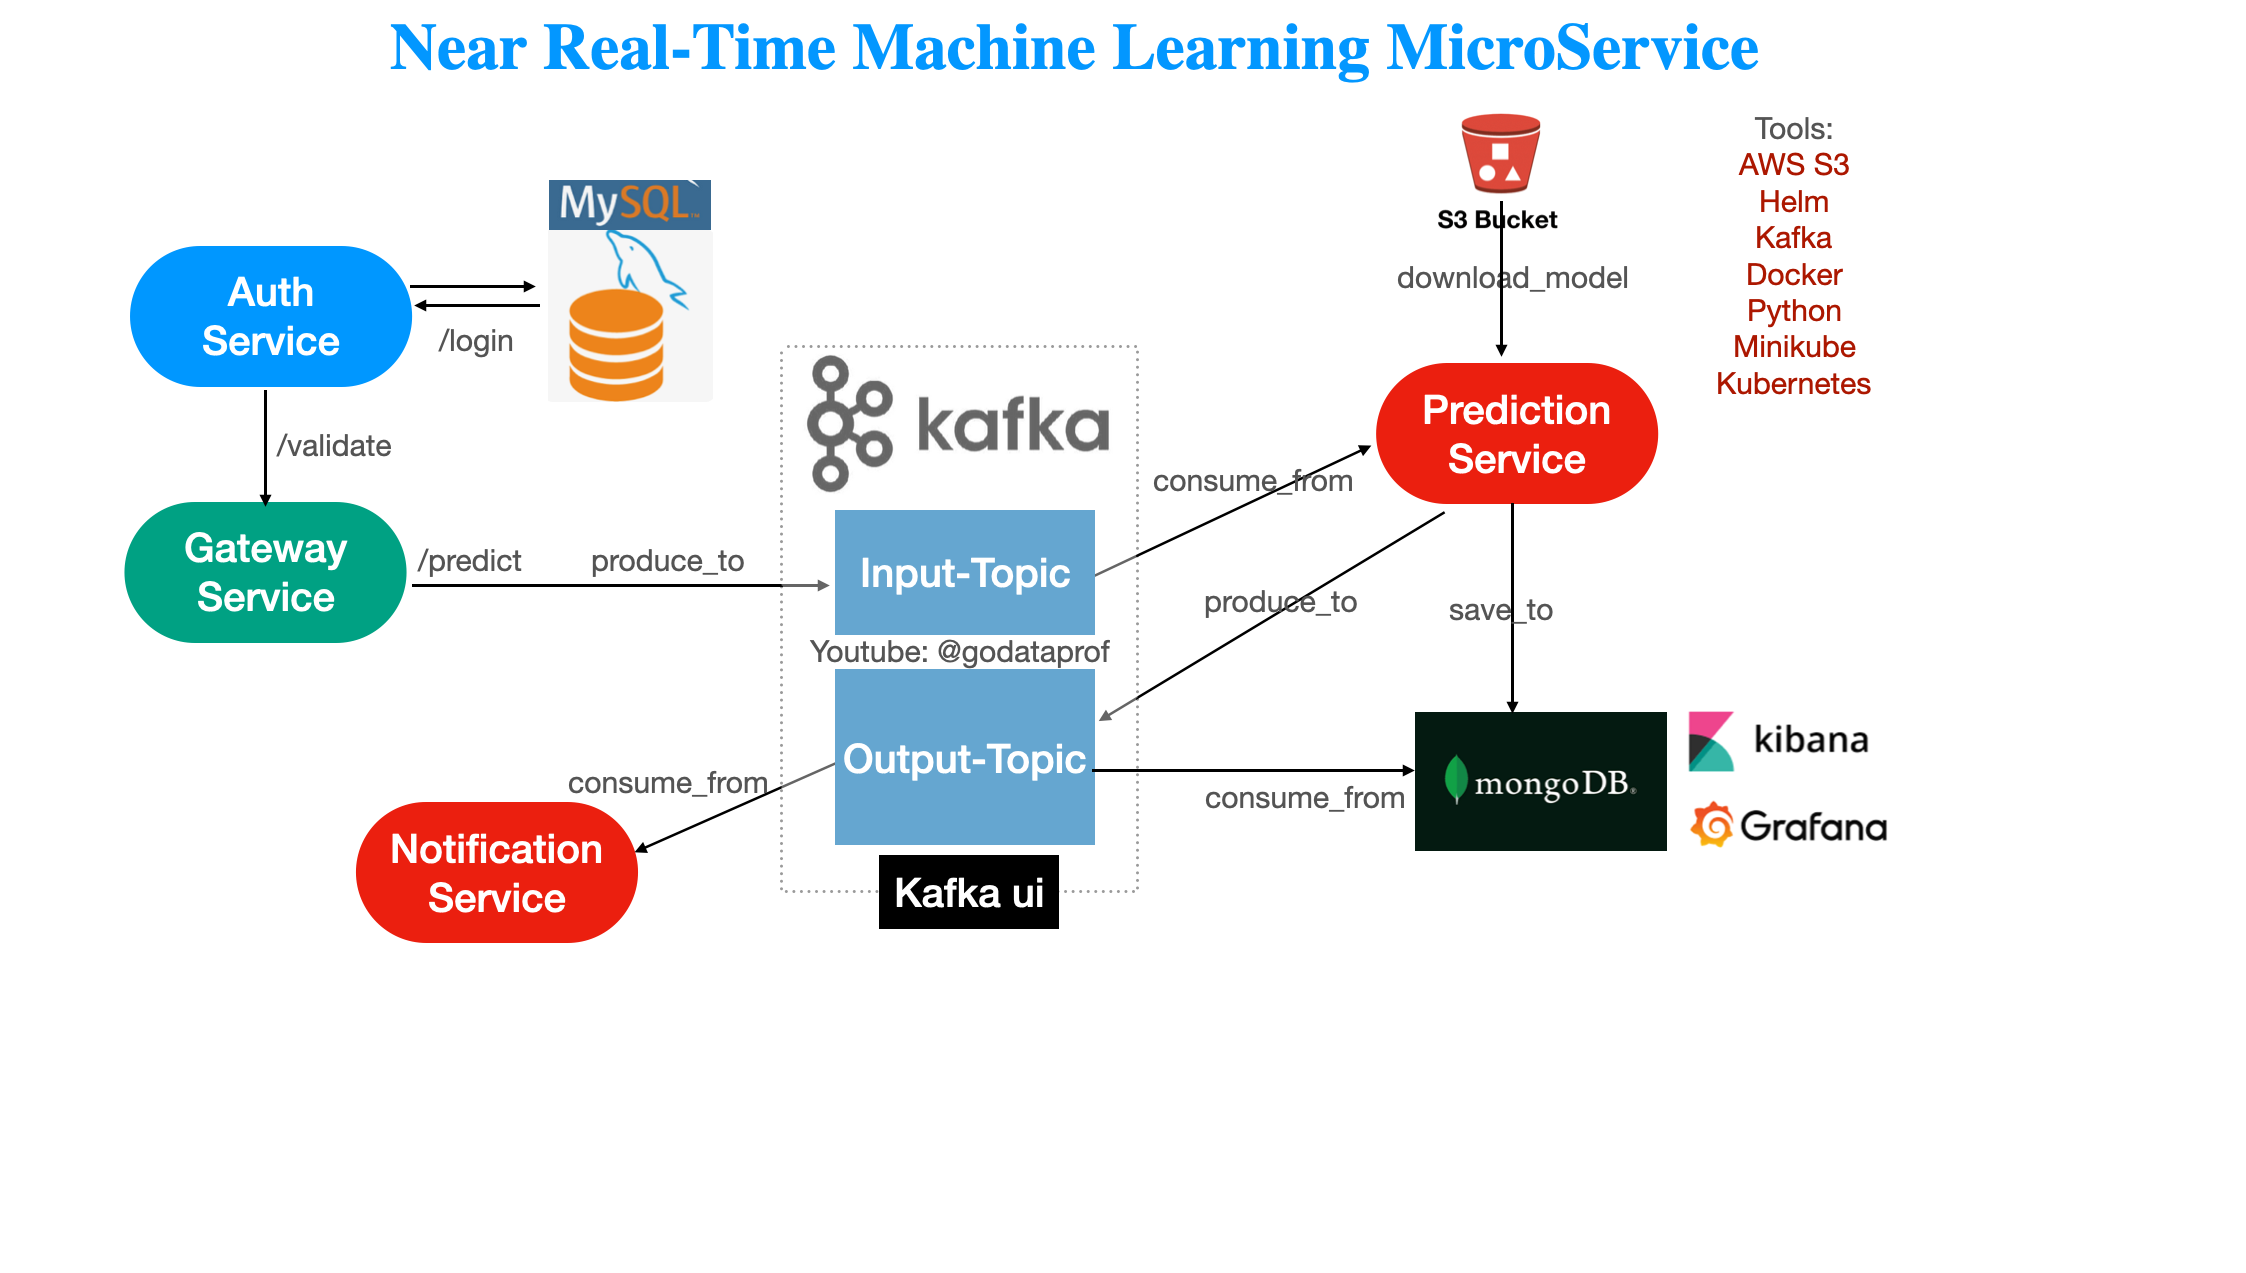 Near Real-Time Machine Learning MicroService
Tools:
AWS S3
Helm
Kafka
Docker
Python
Minikube
Kubernetes
S3 Bucket
download_model
MySQL™
Auth
Service
/login
/validate
kafka
Prediction
Service
consume_from
Gateway
Service
/predict
produce_to
Input-Topic
produce_to
save_to
Youtube: @godataprof
Output-Topic
consume_from
consume_from
mongoDB®
kibana
Grafana
Notification
Service
Kafka ui